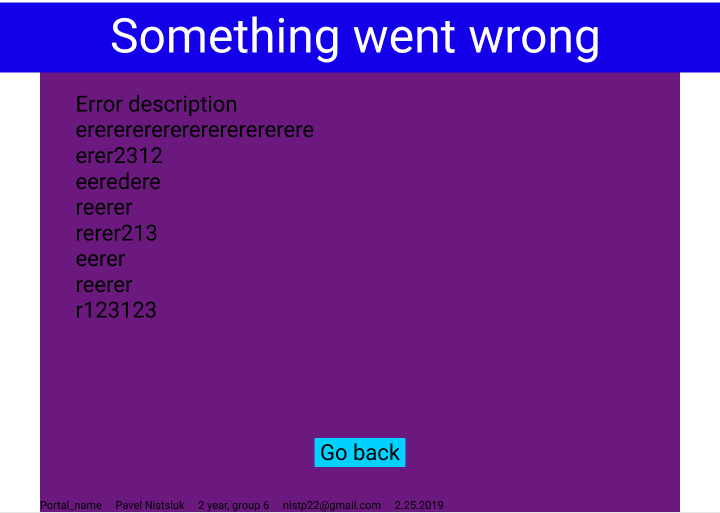 Something went wrong
Error description
erererererererererererere
erer2312
eeredere
reerer
rerer213
eerer
reerer
r123123
Go back
Portal_name Pavel Nistsiuk 2 year, group 6 nistp22@gmail.com 2.25.2019